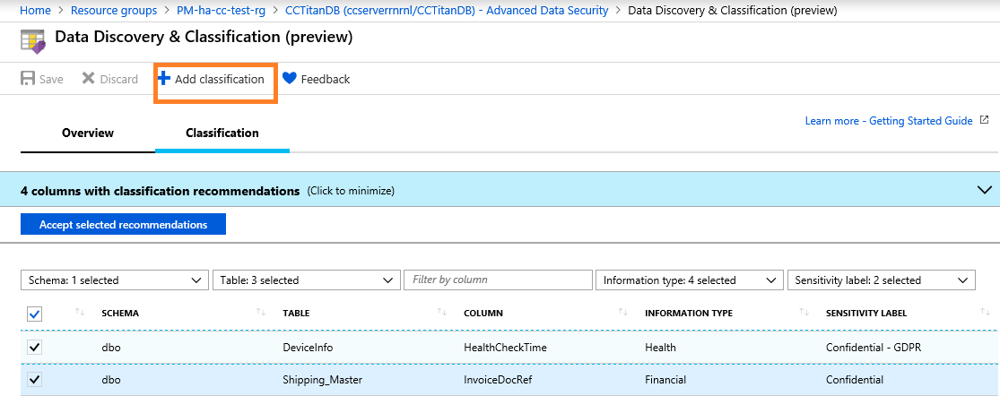 Home > Resource groups > PM-ha-cc-test-rg > CCTitanDB (ccserverrnrnl/CCTitanDB) - Advanced Data Security > Data Discovery & Classification (preview)
Data Discovery & Classification (preview)
Save Discard Add classification Feedback
Learn more - Getting Started Guide
Overview Classification
4 columns with classification recommendations (Click to minimize)
Accept selected recommendations
Schema: 1 selected Table: 3 selected Filter by column Information type: 4 selected Sensitivity label: 2 selected
SCHEMA TABLE COLUMN INFORMATION TYPE SENSITIVITY LABEL
dbo DeviceInfo HealthCheckTime Health Confidential - GDPR
dbo Shipping_Master InvoiceDocRef Financial Confidential